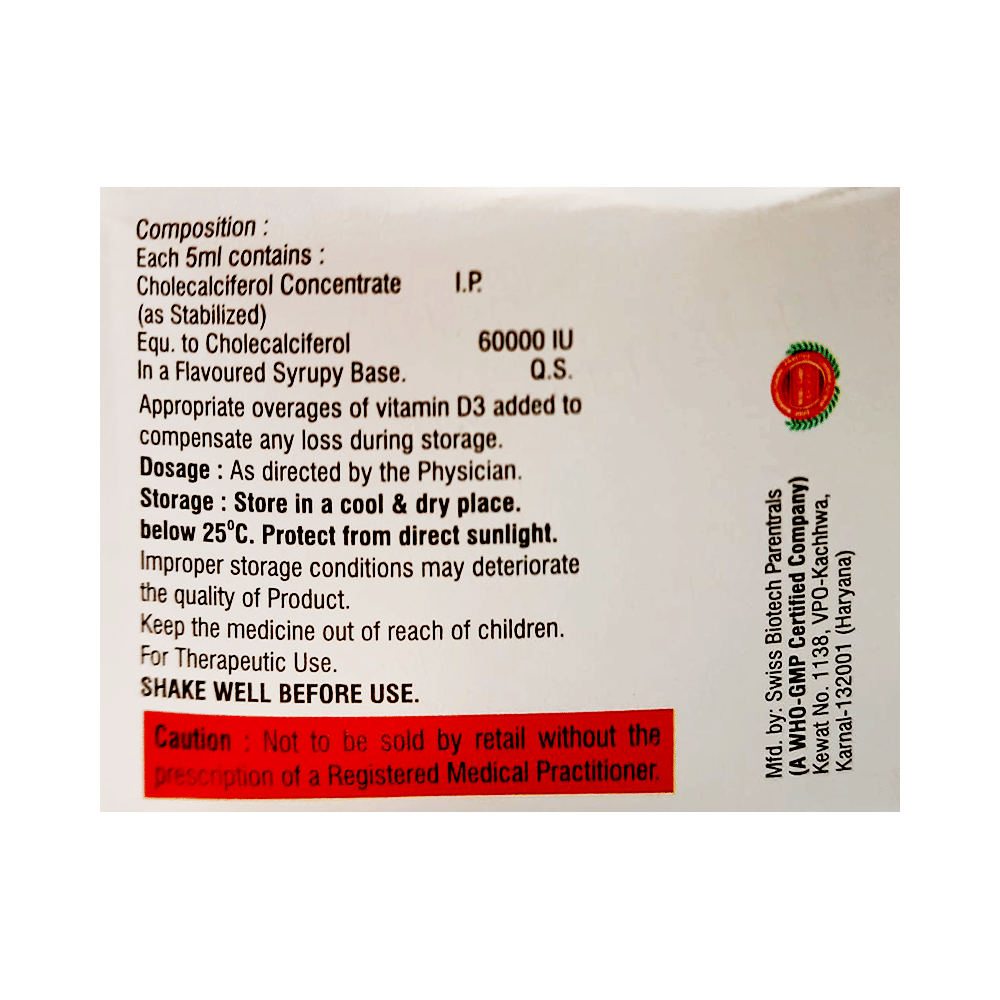 Composition :
Each 5ml contains :
Cholecalciferol Concentrate I.P.
(as Stabilized)
Equ. to Cholecalciferol 60000 IU
In a Flavoured Syrupy Base. Q.S.
Appropriate overages of vitamin D3 added to
compensate any loss during storage.
Dosage : As directed by the Physician.
Storage : Store in a cool & dry place.
below 25⁰C. Protect from direct sunlight.
Improper storage conditions may deteriorate
the quality of Product.
Keep the medicine out of reach of children.
For Therapeutic Use.
SHAKE WELL BEFORE USE.
Caution : Not to be sold by retail without the
prescription of a Registered Medical Practitioner.
Mfd. by: Swiss Biotech Parentrals
(A WHO-GMP Certified Company)
Kewat No. 1138, VPO-Kachhwa,
Karnal-132001 (Haryana)